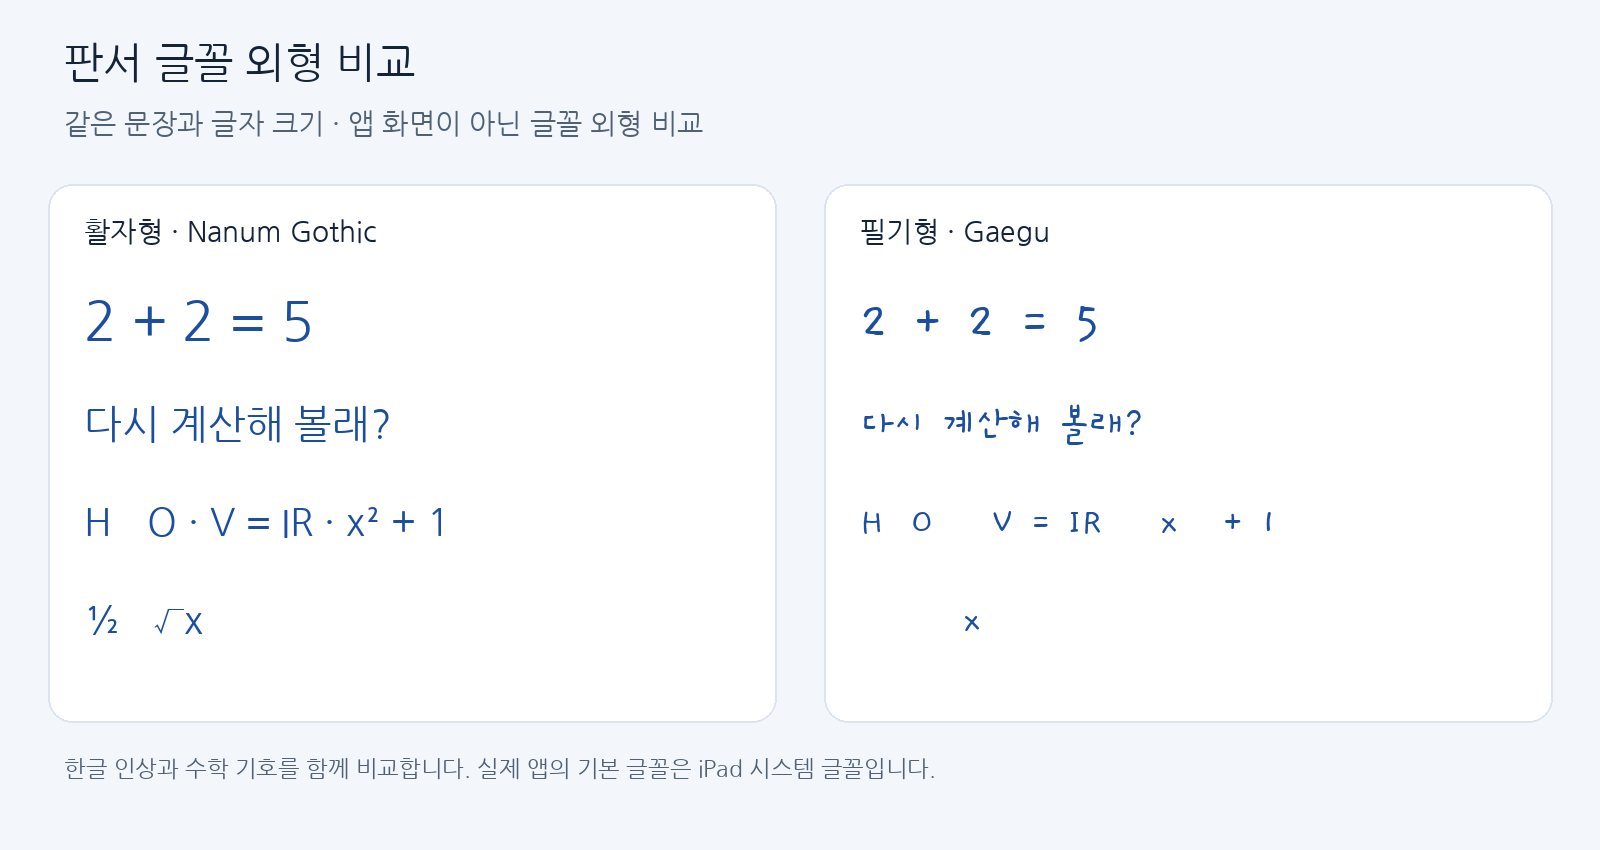 판서 글꼴 외형 비교
같은 문장과 글자 크기 · 앱 화면이 아닌 글꼴 외형 비교
활자형 · Nanum Gothic
2 + 2 = 5
다시 계산해 볼래?
H O · V = IR · x² + 1
½ √x
필기형 · Gaegu
2 + 2 = 5
다시 계산해 볼래?
H O V = IR x + 1
x
한글 인상과 수학 기호를 함께 비교합니다. 실제 앱의 기본 글꼴은 iPad 시스템 글꼴입니다.